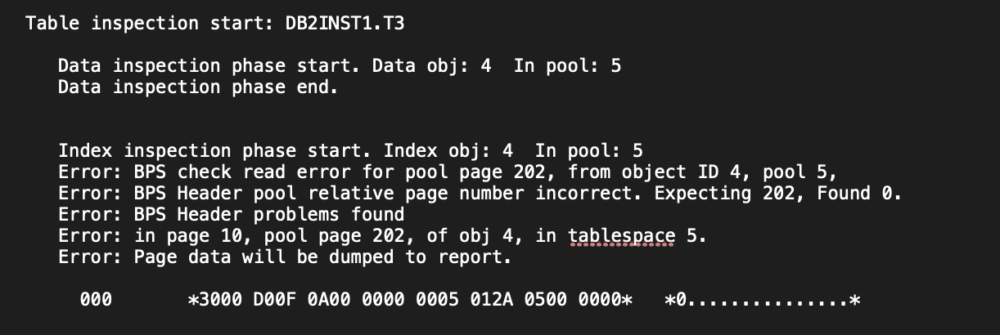 Table inspection start: DB2INST1.T3
Data inspection phase start. Data obj: 4  In pool: 5
Data inspection phase end.
Index inspection phase start. Index obj: 4  In pool: 5
Error: BPS check read error for pool page 202, from object ID 4, pool 5,
Error: BPS Header pool relative page number incorrect. Expecting 202, Found 0.
Error: BPS Header problems found
Error: in page 10, pool page 202, of obj 4, in tablespace 5.
Error: Page data will be dumped to report.
000       *3000 D00F 0A00 0000 0005 012A 0500 0000*   *0...............*